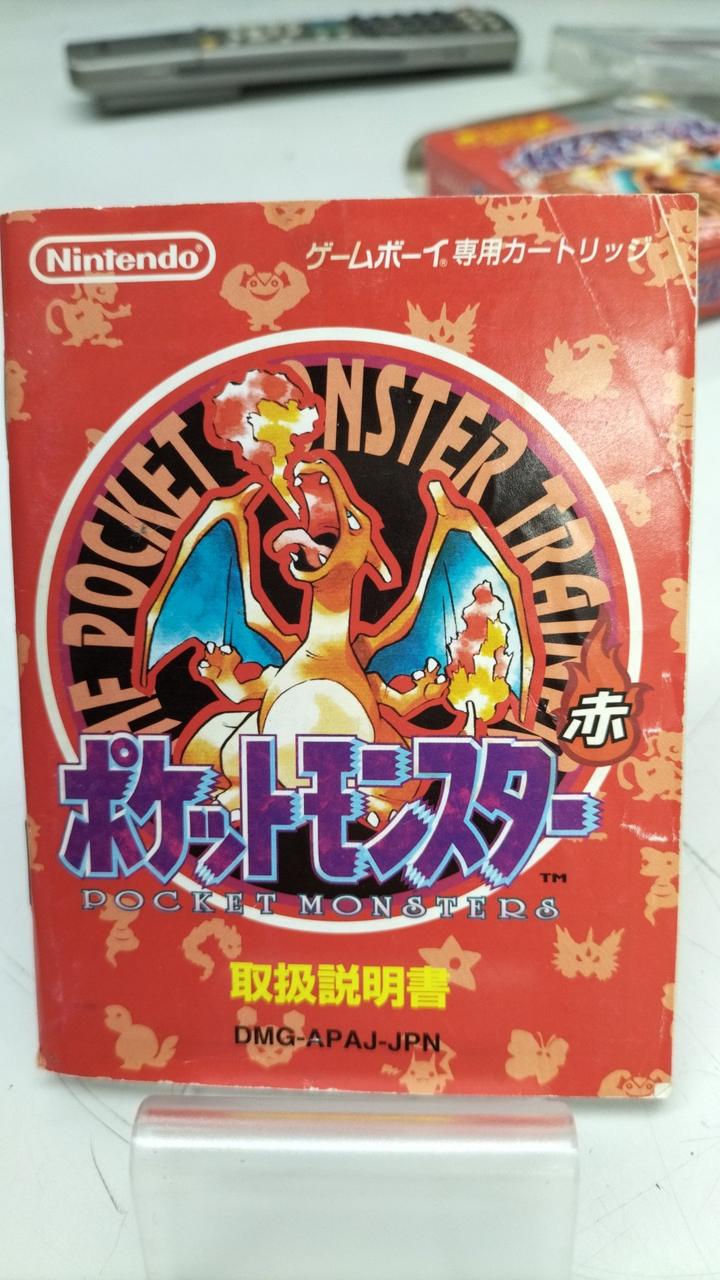 Nintendo®
ゲームボーイ®専用カートリッジ
POCKET MONSTER
赤
ポケットモンスター
TM
POCKET MONSTERS
取扱説明書
DMG-APAJ-JPN